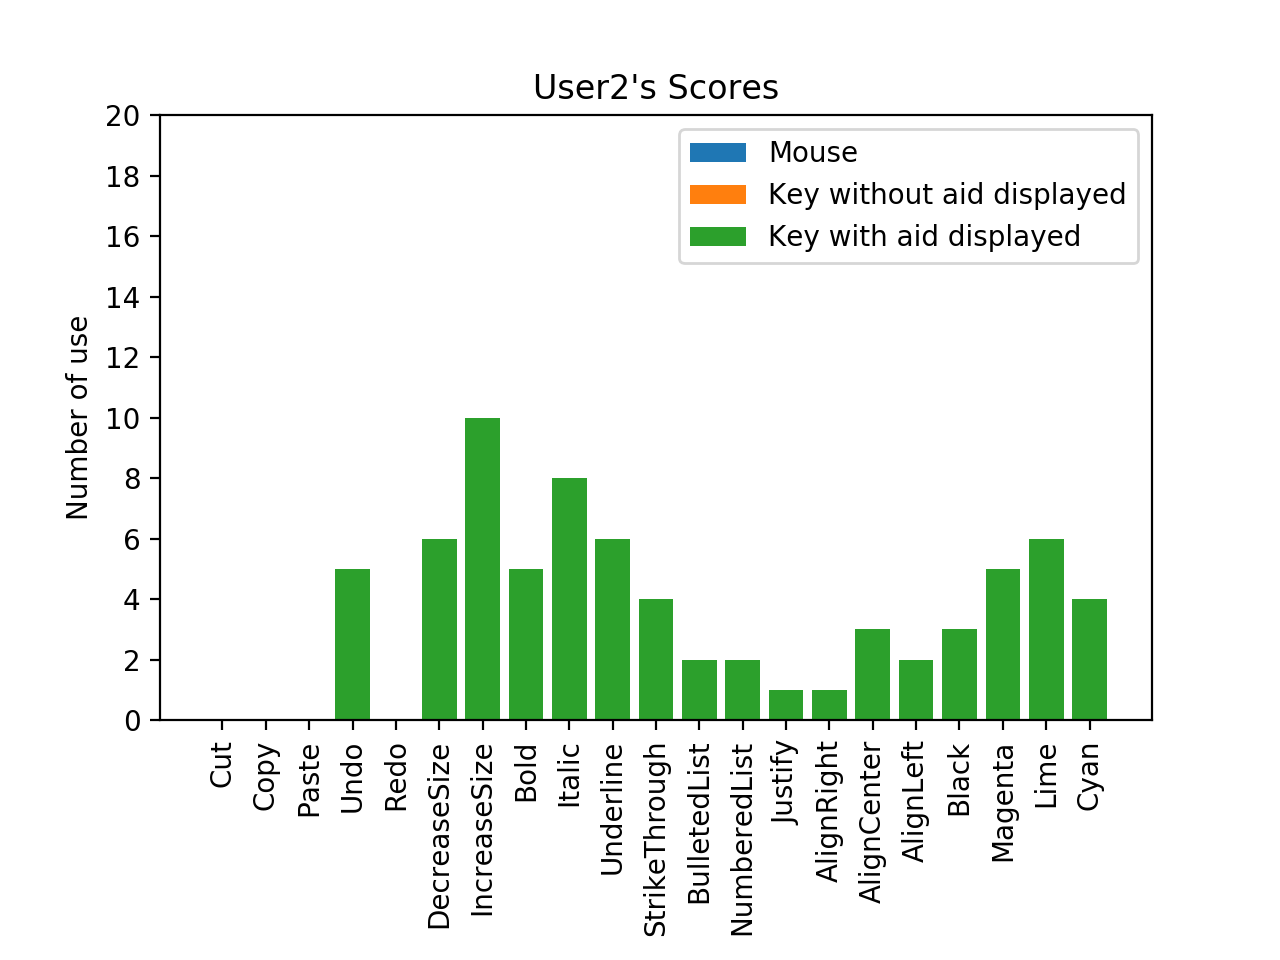 User2's Scores
20
18
16
14
12
10
8
6
4
2
0
Number of use
Mouse
Key without aid displayed
Key with aid displayed
Cut
Copy
Paste
Undo
Redo
DecreaseSize
IncreaseSize
Bold
Italic
Underline
StrikeThrough
BulletedList
NumberedList
Justify
AlignRight
AlignCenter
AlignLeft
Black
Magenta
Lime
Cyan